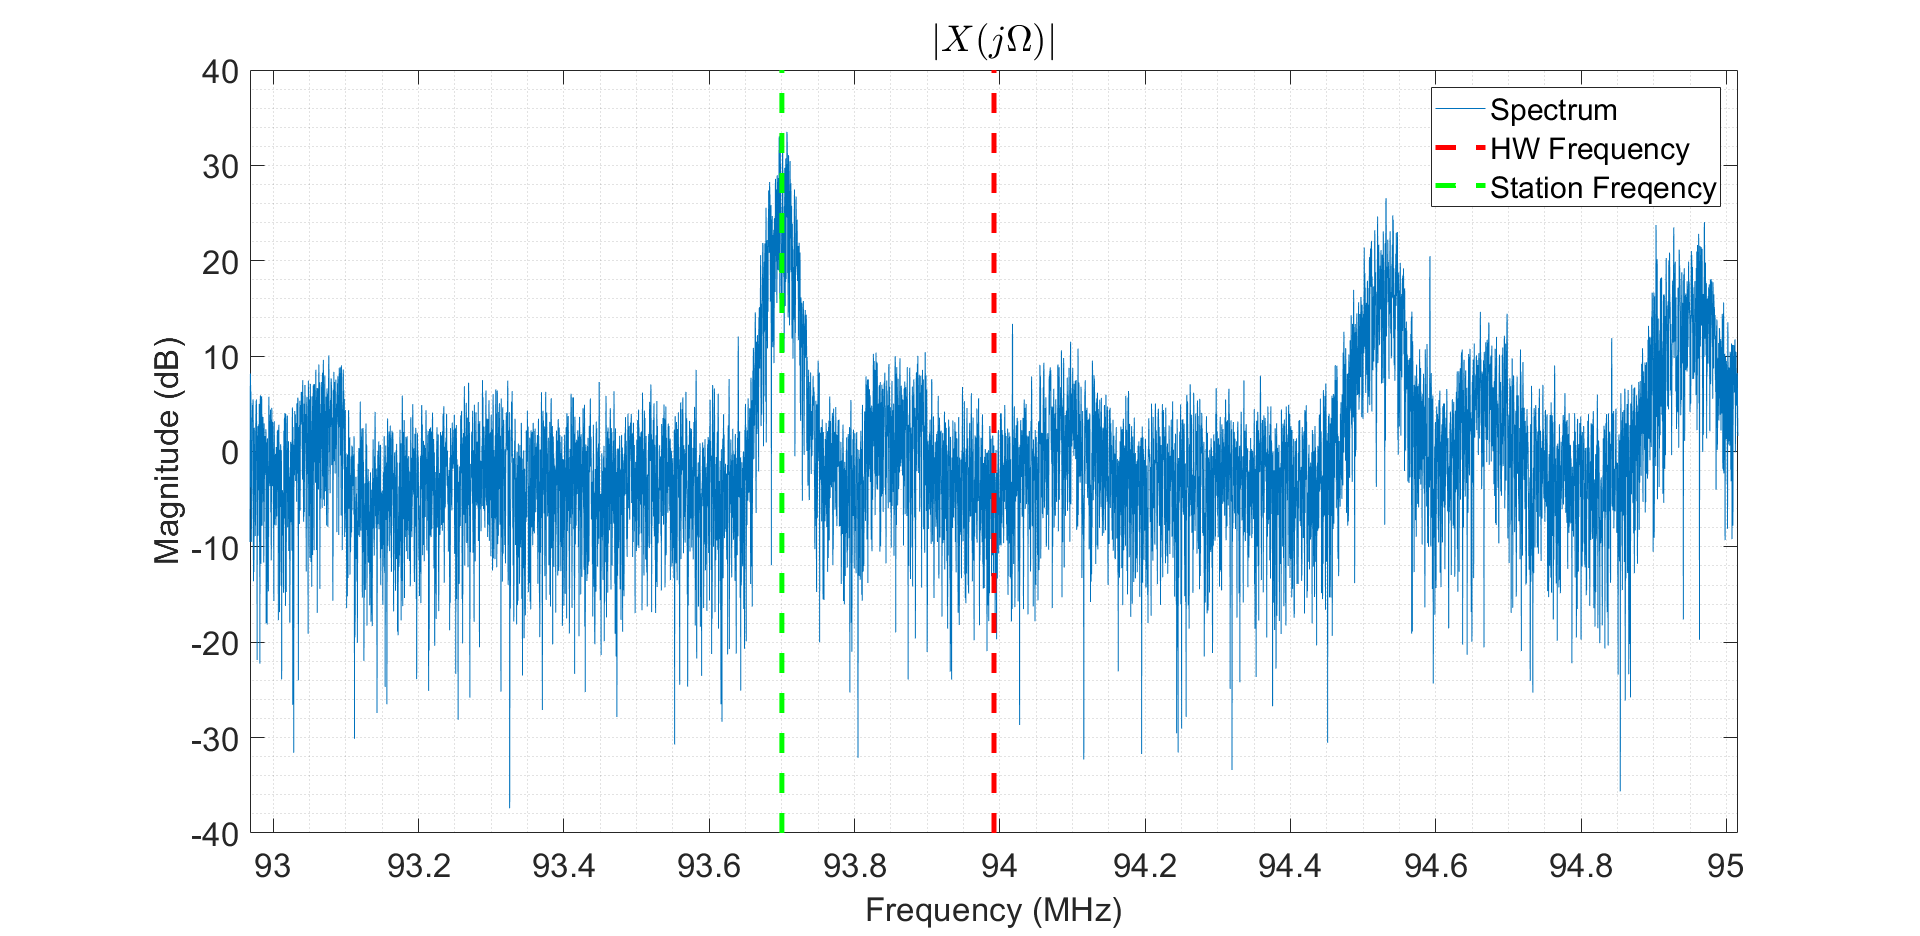 |X(jΩ)|
40
30
20
10
0
-10
-20
-30
-40
Magnitude (dB)
Spectrum
HW Frequency
Station Freqency
93 93.2 93.4 93.6 93.8 94 94.2 94.4 94.6 94.8 95
Frequency (MHz)